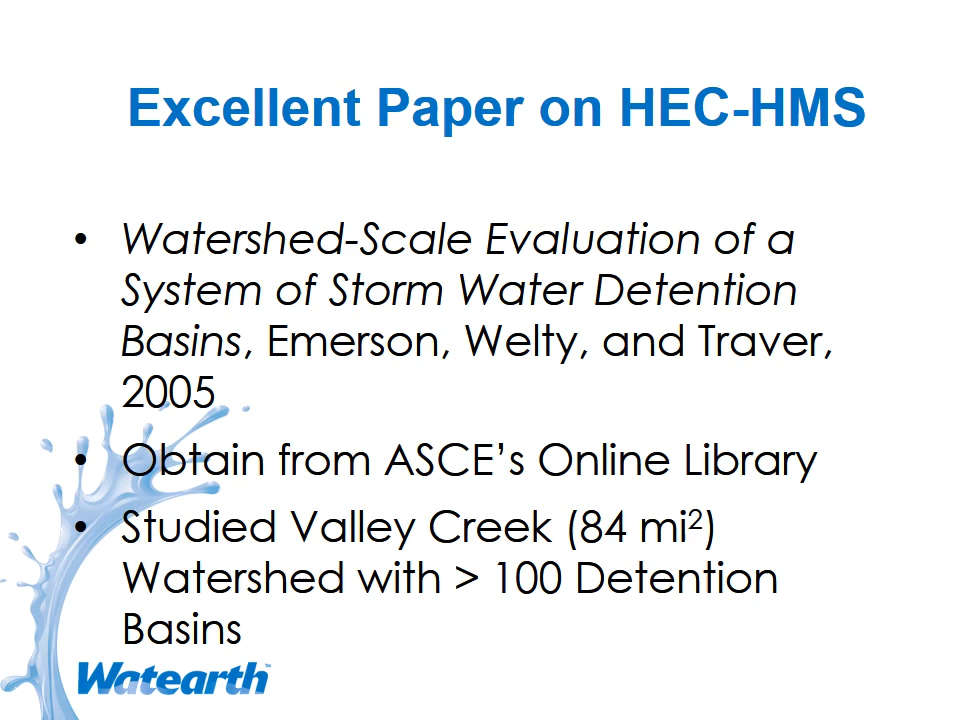 Excellent Paper on HEC-HMS
• Watershed-Scale Evaluation of a
System of Storm Water Detention
Basins, Emerson, Welty, and Traver,
2005
• Obtain from ASCE’s Online Library
• Studied Valley Creek (84 mi²)
Watershed with > 100 Detention
Basins
Watearth™